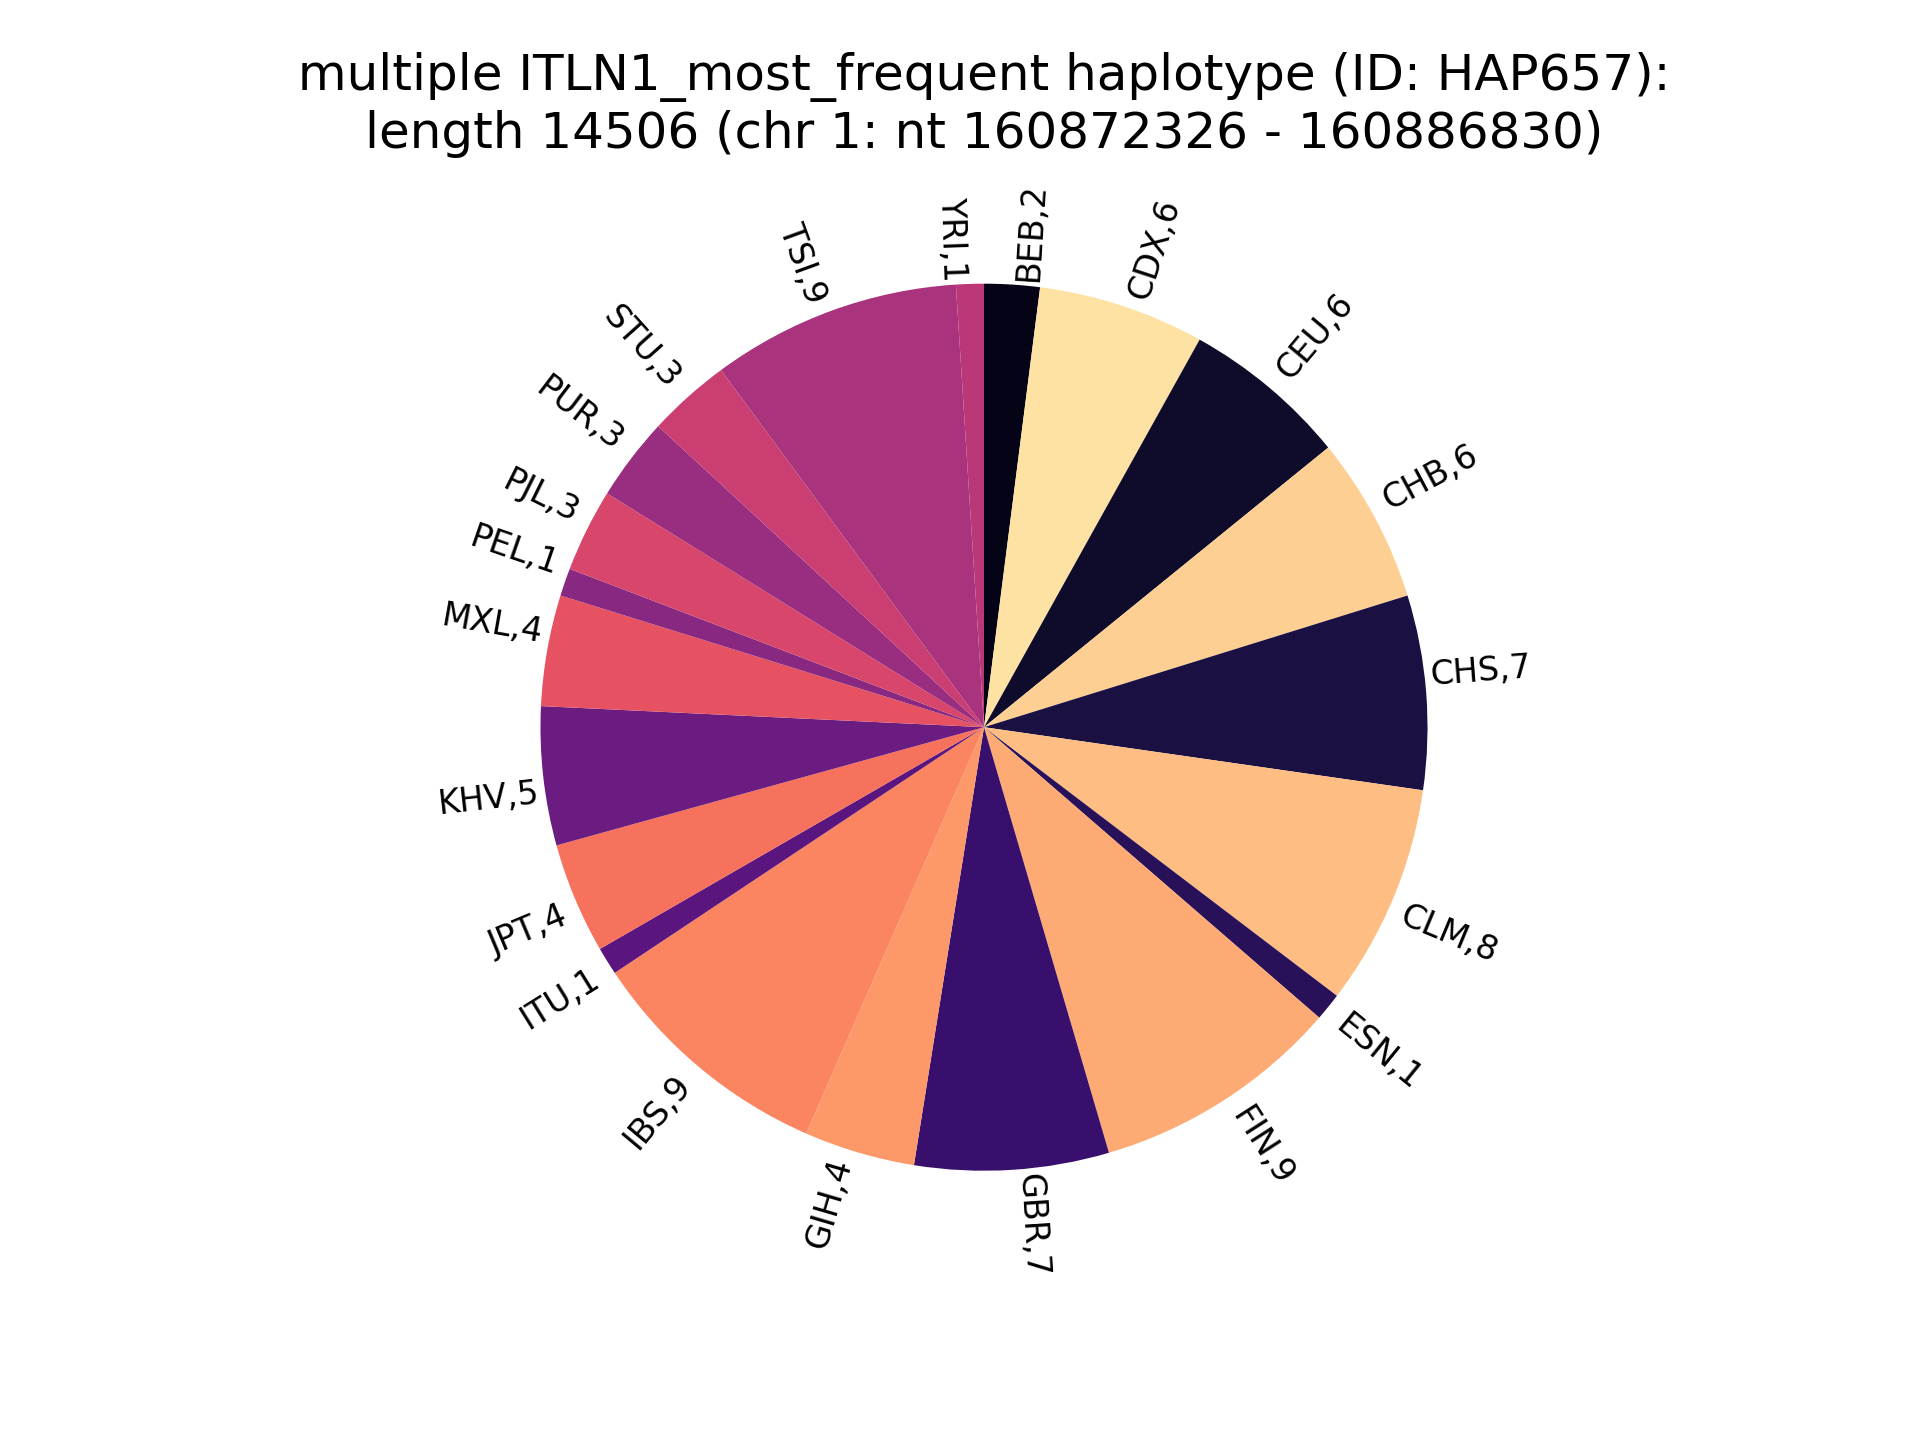 multiple ITLN1_most_frequent haplotype (ID: HAP657):
length 14506 (chr 1: nt 160872326 - 160886830)
BEB,2
CDX,6
CEU,6
CHB,6
CHS,7
CLM,8
ESN,1
FIN,9
GBR,7
GIH,4
IBS,9
ITU,1
JPT,4
KHV,5
MXL,4
PEL,1
PJL,3
PUR,3
STU,3
TSI,9
YRI,1